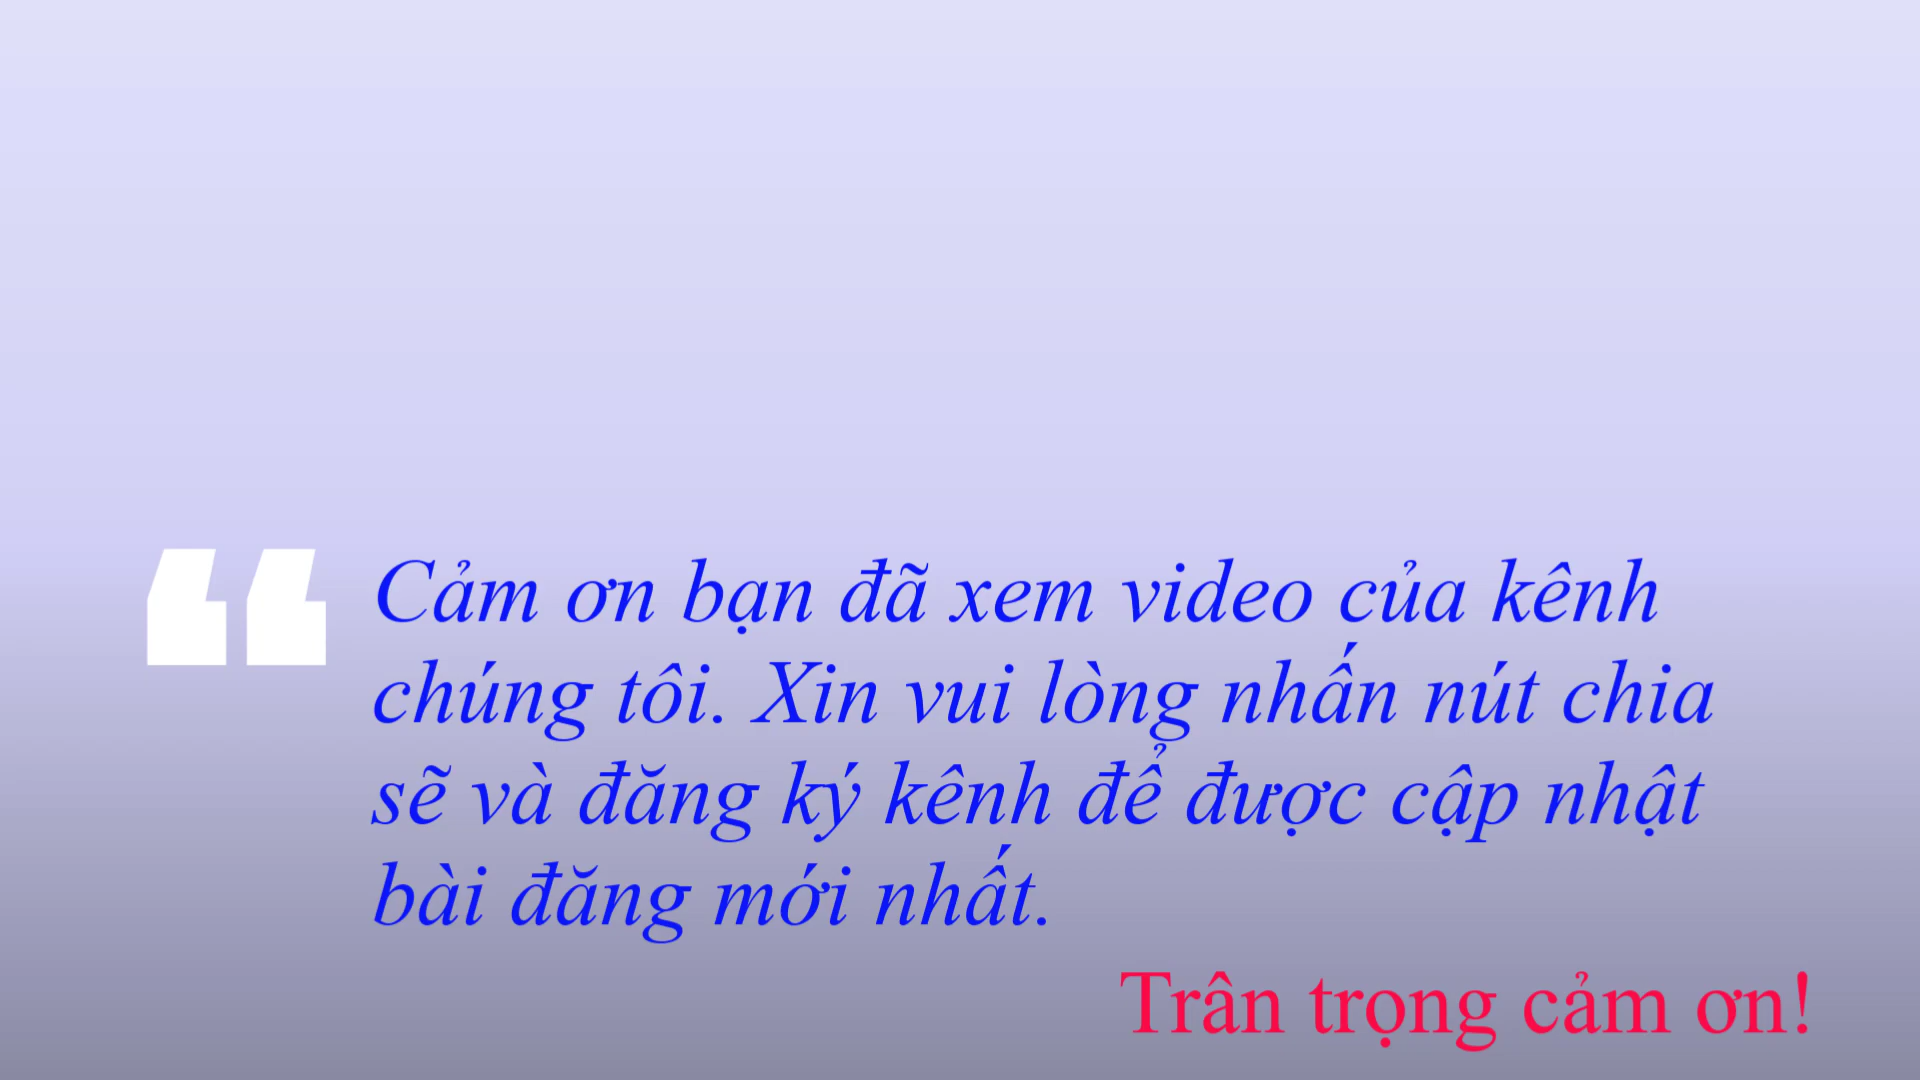 “ Cảm ơn bạn đã xem video của kênh
chúng tôi. Xin vui lòng nhấn nút chia
sẽ và đăng ký kênh để được cập nhật
bài đăng mới nhất.
Trân trọng cảm ơn!